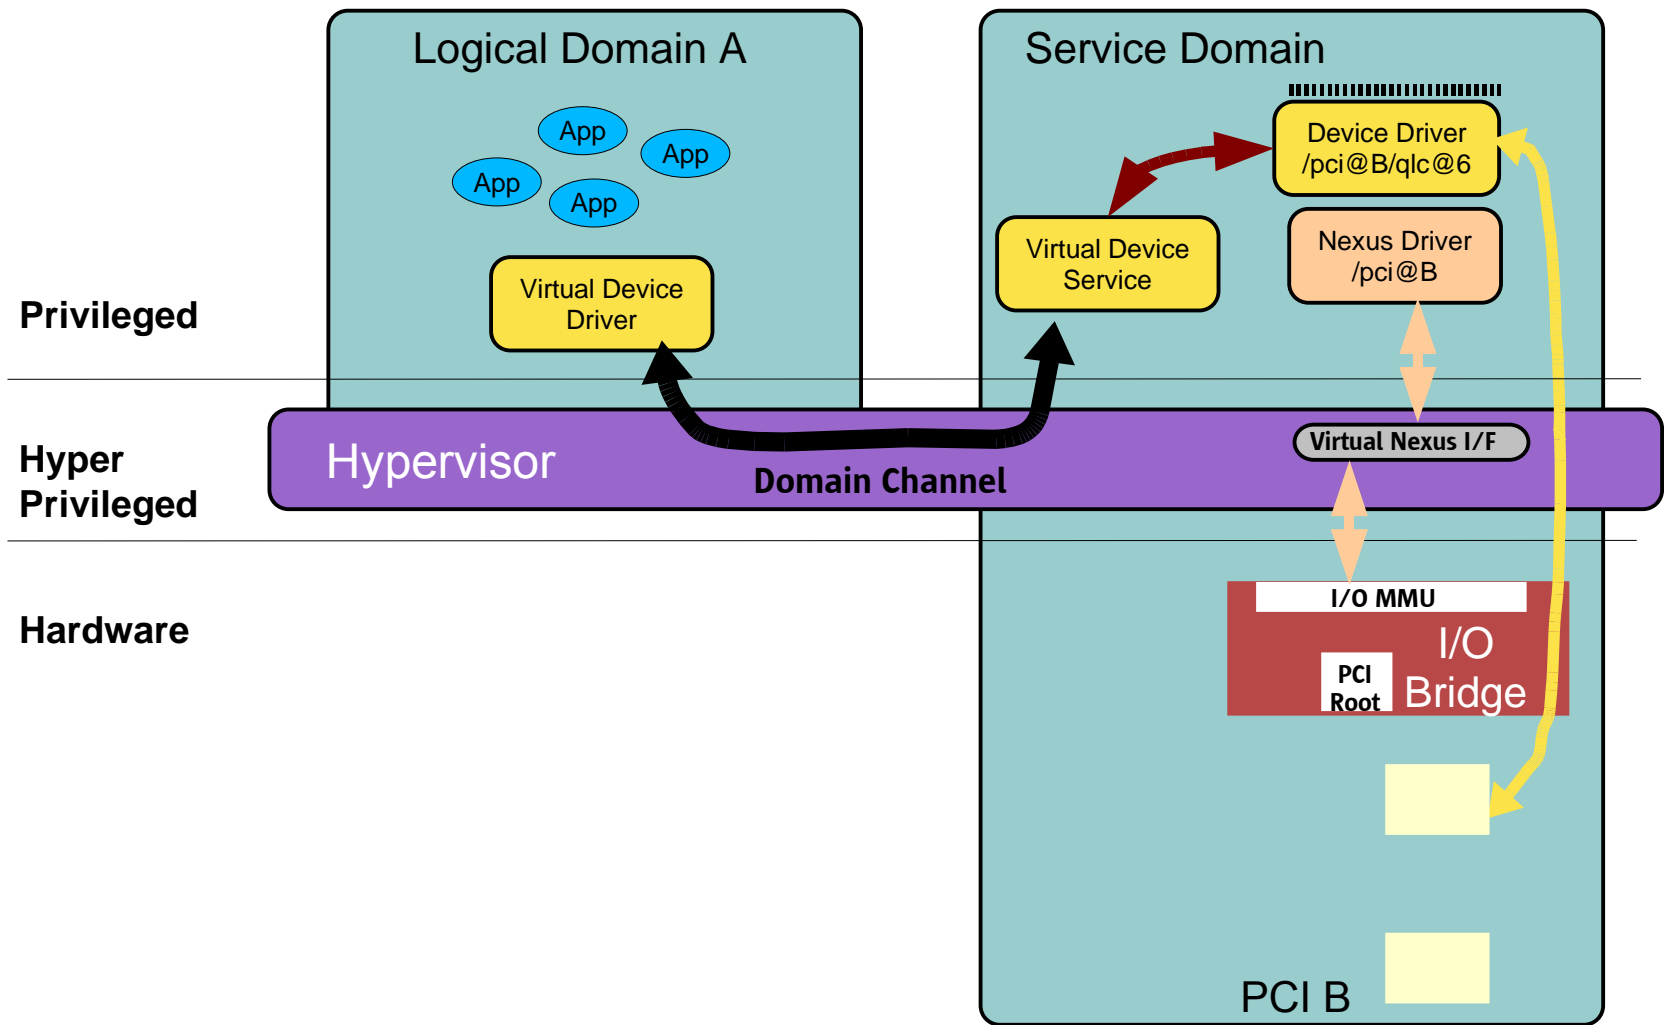 Logical Domain A
Service Domain
App
App
App
App
Device Driver
/pci@B/qlc@6
Virtual Device
Service
Nexus Driver
/pci@B
Virtual Device
Driver
Privileged
Hyper
Privileged
Hypervisor
Domain Channel
Virtual Nexus I/F
Hardware
I/O MMU
I/O
Bridge
PCI
Root
PCI B